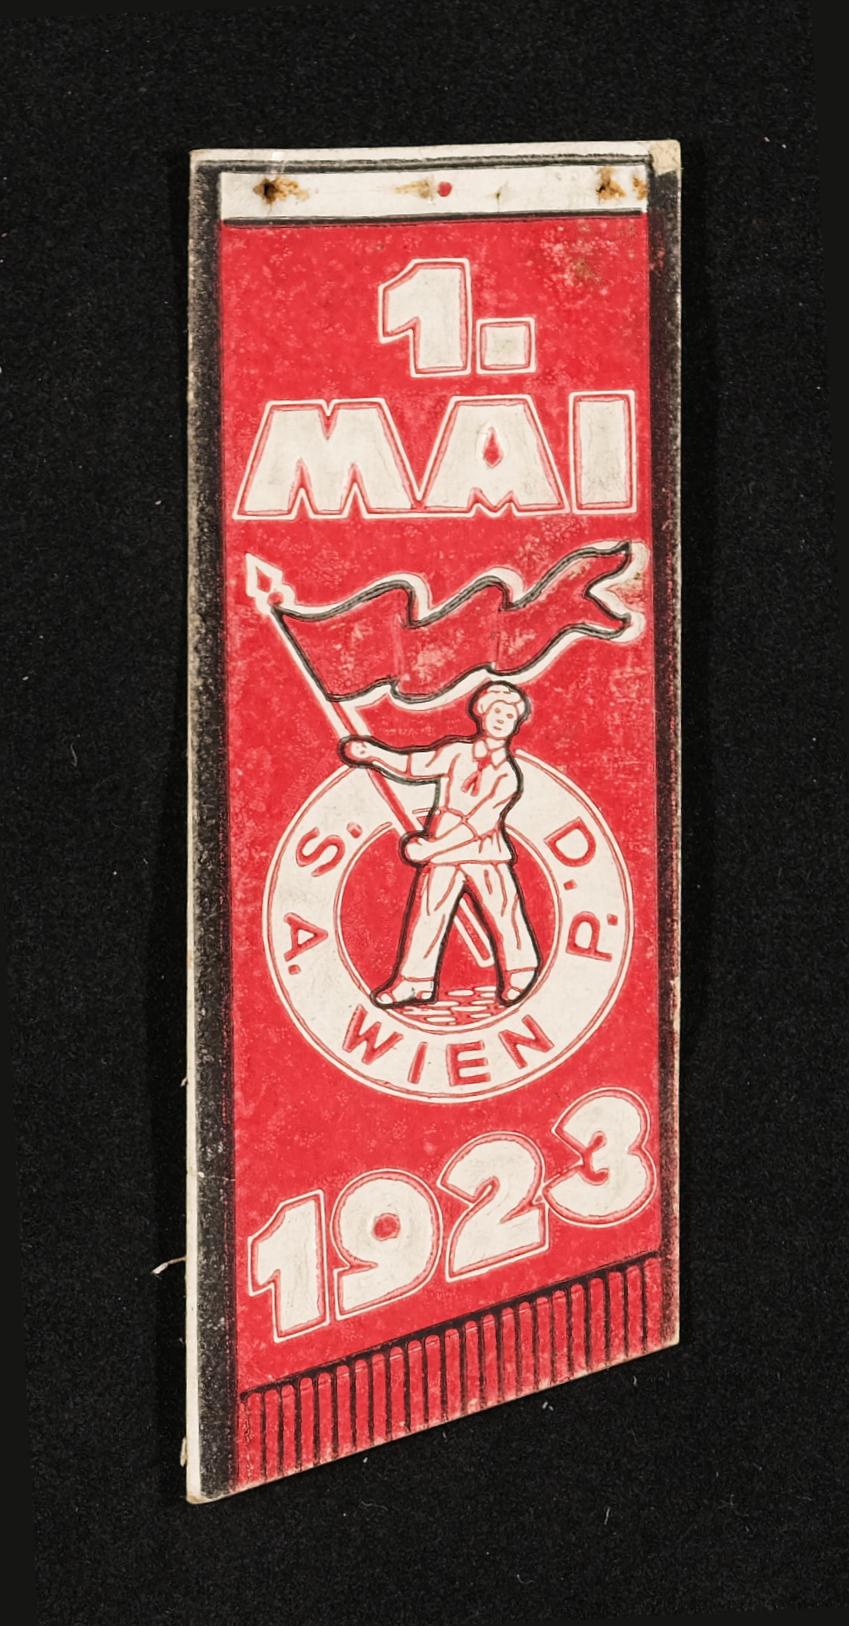 1.
MAI
S. D.
A. P.
WIEN
1923